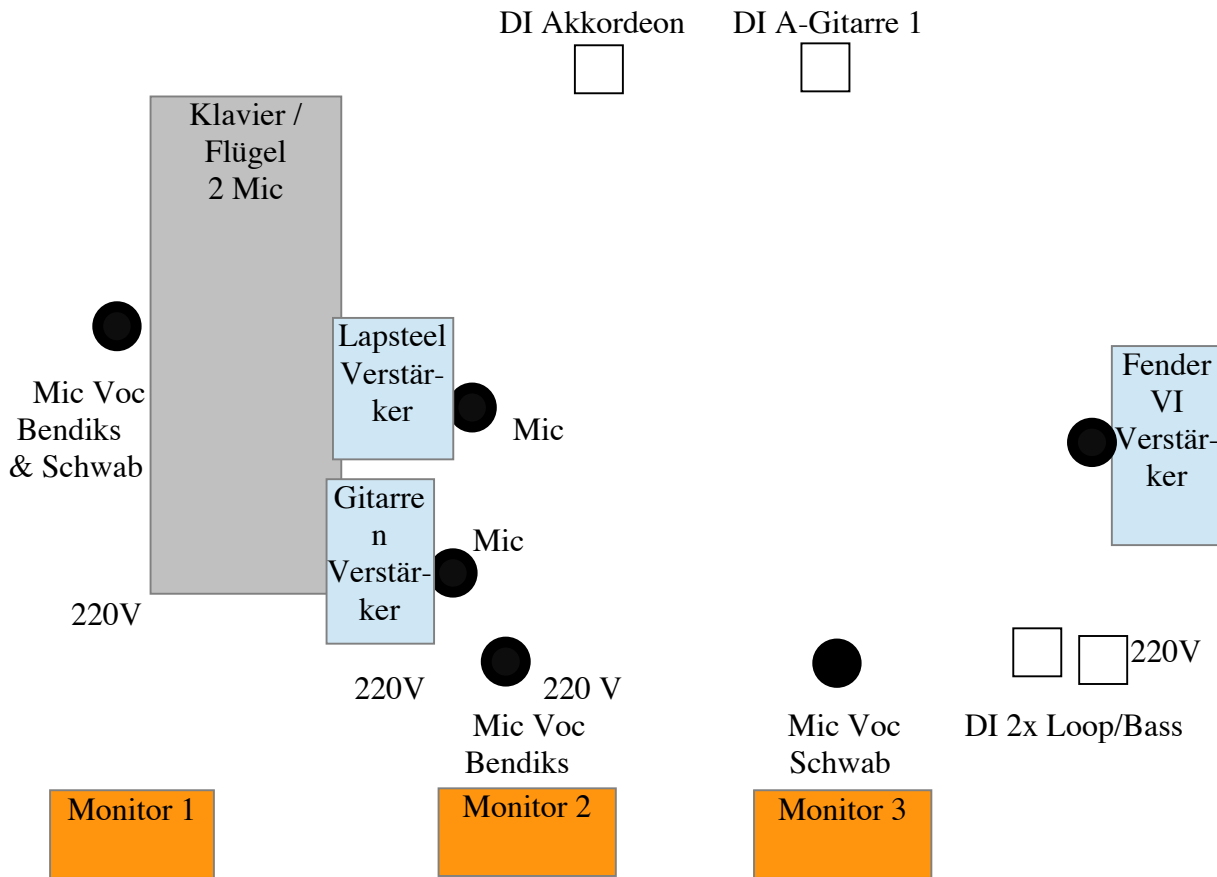 DI Akkordeon
DI A-Gitarre 1
Klavier /
Flügel
2 Mic
Mic Voc
Bendiks
& Schwab
Lapsteel
Verstär-
ker
Mic
Fender
VI
Verstär-
ker
Gitarre
n
Verstär-
ker
Mic
220V
220V
220 V
220V
Mic Voc
Bendiks
Mic Voc
Schwab
DI 2x Loop/Bass
Monitor 1
Monitor 2
Monitor 3